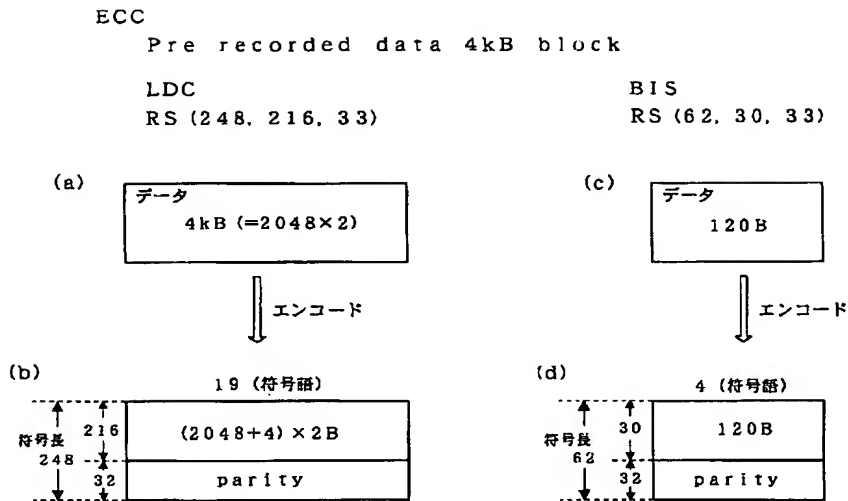 ECC
Pre recorded data 4kB block
LDC
RS (248, 216, 33)
BIS
RS (62, 30, 33)
(a)
データ
4kB (=2048×2)
エンコード
(b)
19 (符号語)
符号長
248
216
(2048+4) ×2B
32
parity
(c)
データ
120B
エンコード
(d)
4 (符号語)
符号長
62
30
120B
32
parity